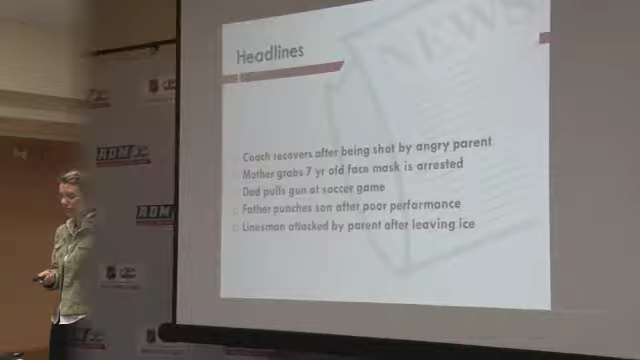 NEWS
Headlines
Coach recovers after being shot by angry parent
Mother grabs 7 yr old face mask is arrested
Dad pulls gun at soccer game
Father punches son after poor performance
Linesman attacked by parent after leaving ice
RDM
RDM